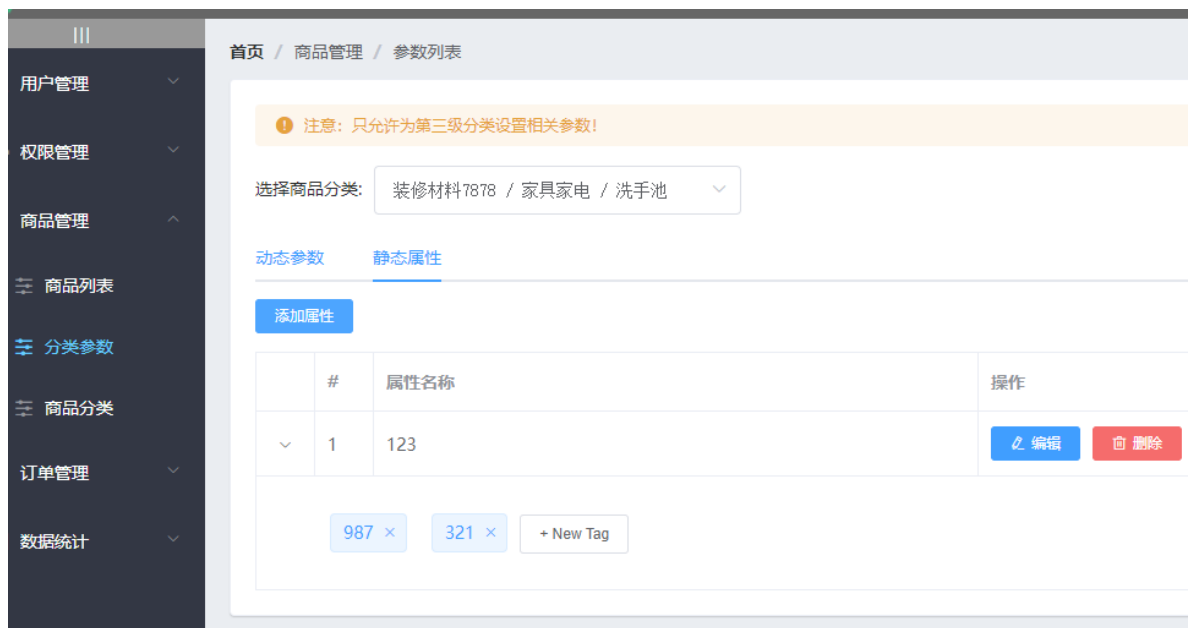 |||
用户管理
权限管理
商品管理
商品列表
分类参数
商品分类
订单管理
数据统计
首页 / 商品管理 / 参数列表
注意：只允许为第三级分类设置相关参数!
选择商品分类: 装修材料7878 / 家具家电 / 洗手池
动态参数 静态属性
添加属性
# 属性名称 操作
1 123 编辑 删除
987 × 321 × + New Tag